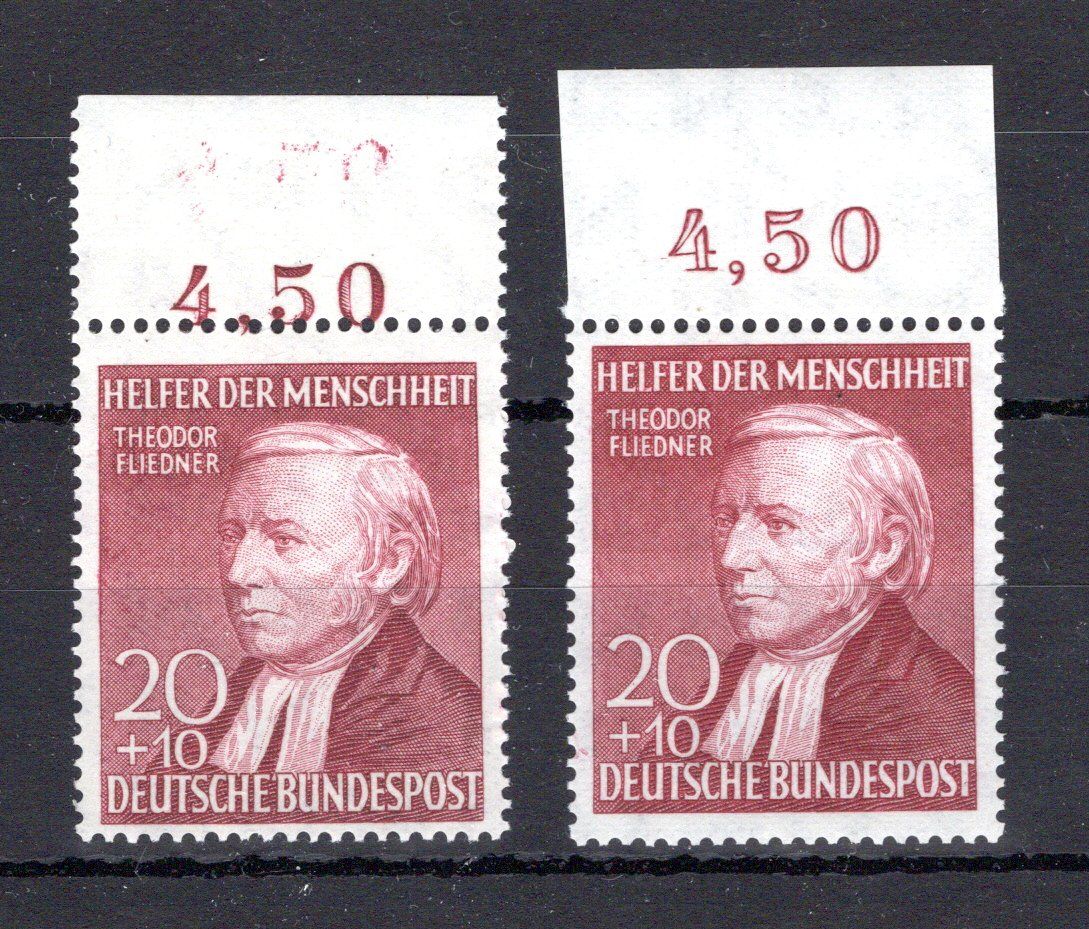 4,50
HELFER DER MENSCHHEIT
THEODOR
FLIEDNER
20
+10
DEUTSCHE BUNDESPOST
4,50
HELFER DER MENSCHHEIT
THEODOR
FLIEDNER
20
+10
DEUTSCHE BUNDESPOST